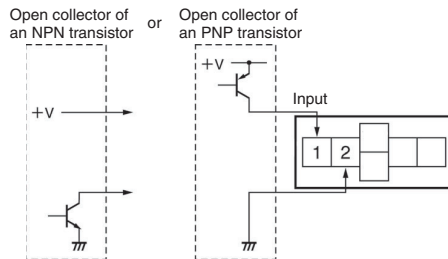 Open collector of
an NPN transistor
or
Open collector of
an PNP transistor
+V
+V
Input
1 2